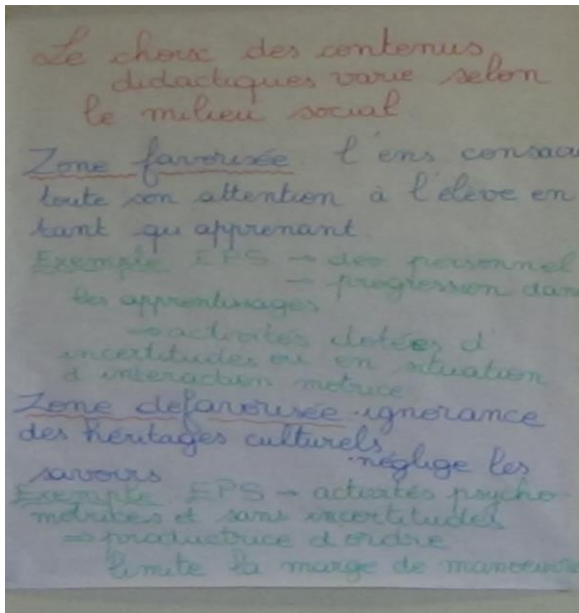 Le choix des contenus
didactiques varie selon
le milieu social
Zone favorisée l'ens consacr
toute son attention à l'élève en
tant qu'apprenant
Exemple EPS → dév personnel
→ progression dans
les apprentissages
→ activités dotées d'
incertitudes ou en situation
d'interaction motrice
Zone défavorisée • ignorance
des héritages culturels
• néglige les
savoirs
Exemple EPS → activités psycho
motrices et sans incertitudes
⇒ productrice d'ordre
limite la marge de manoeuvre